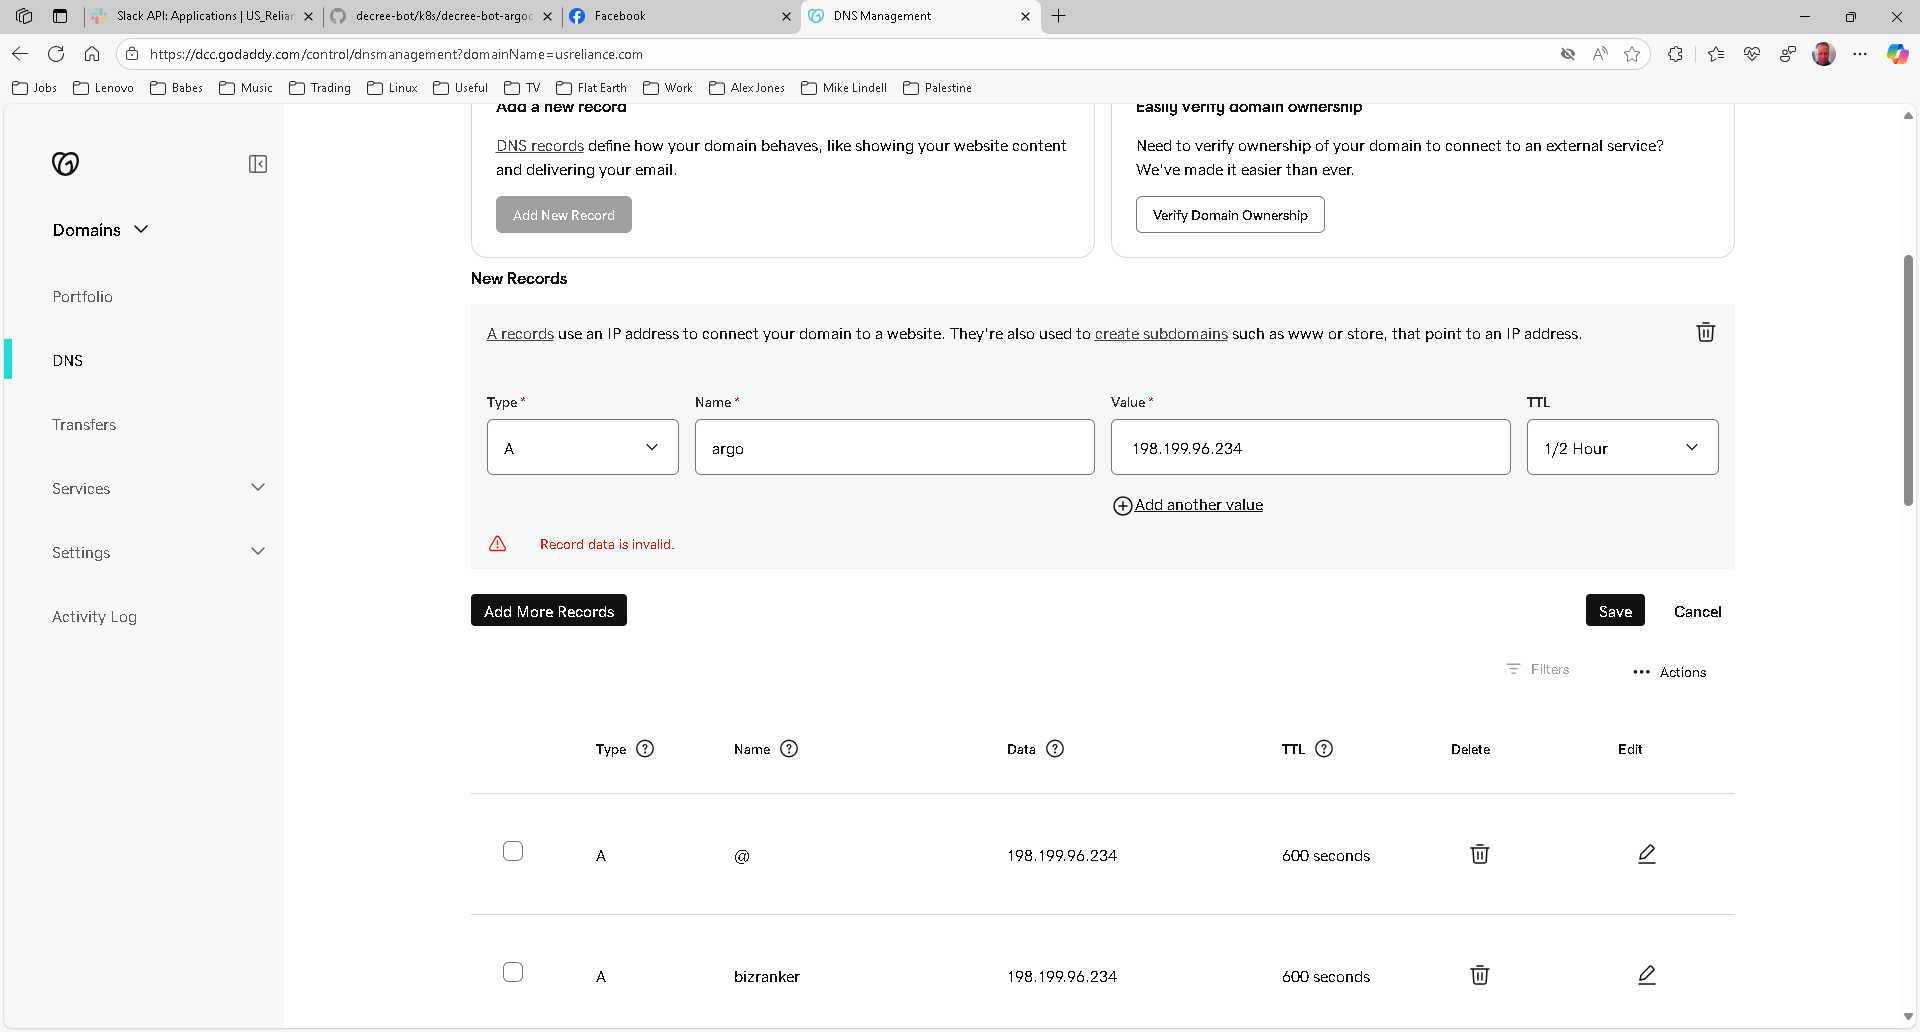 Slack API: Applications | US_Relian
decree-bot/k8s/decree-bot-argoc
Facebook
DNS Management
https://dcc.godaddy.com/control/dnsmanagement?domainName=usreliance.com
Jobs
Lenovo
Babes
Music
Trading
Linux
Useful
TV
Flat Earth
Work
Alex Jones
Mike Lindell
Palestine
Domains
Portfolio
DNS
Transfers
Services
Settings
Activity Log
Add a new record
DNS records define how your domain behaves, like showing your website content
and delivering your email.
Add New Record
Easily verify domain ownership
Need to verify ownership of your domain to connect to an external service?
We've made it easier than ever.
Verify Domain Ownership
New Records
A records use an IP address to connect your domain to a website. They're also used to create subdomains such as www or store, that point to an IP address.
Type * Name * Value * TTL
A argo 198.199.96.234 1/2 Hour
Add another value
Record data is invalid.
Add More Records Save Cancel
Filters Actions
Type Name Data TTL Delete Edit
A @ 198.199.96.234 600 seconds
A bizranker 198.199.96.234 600 seconds